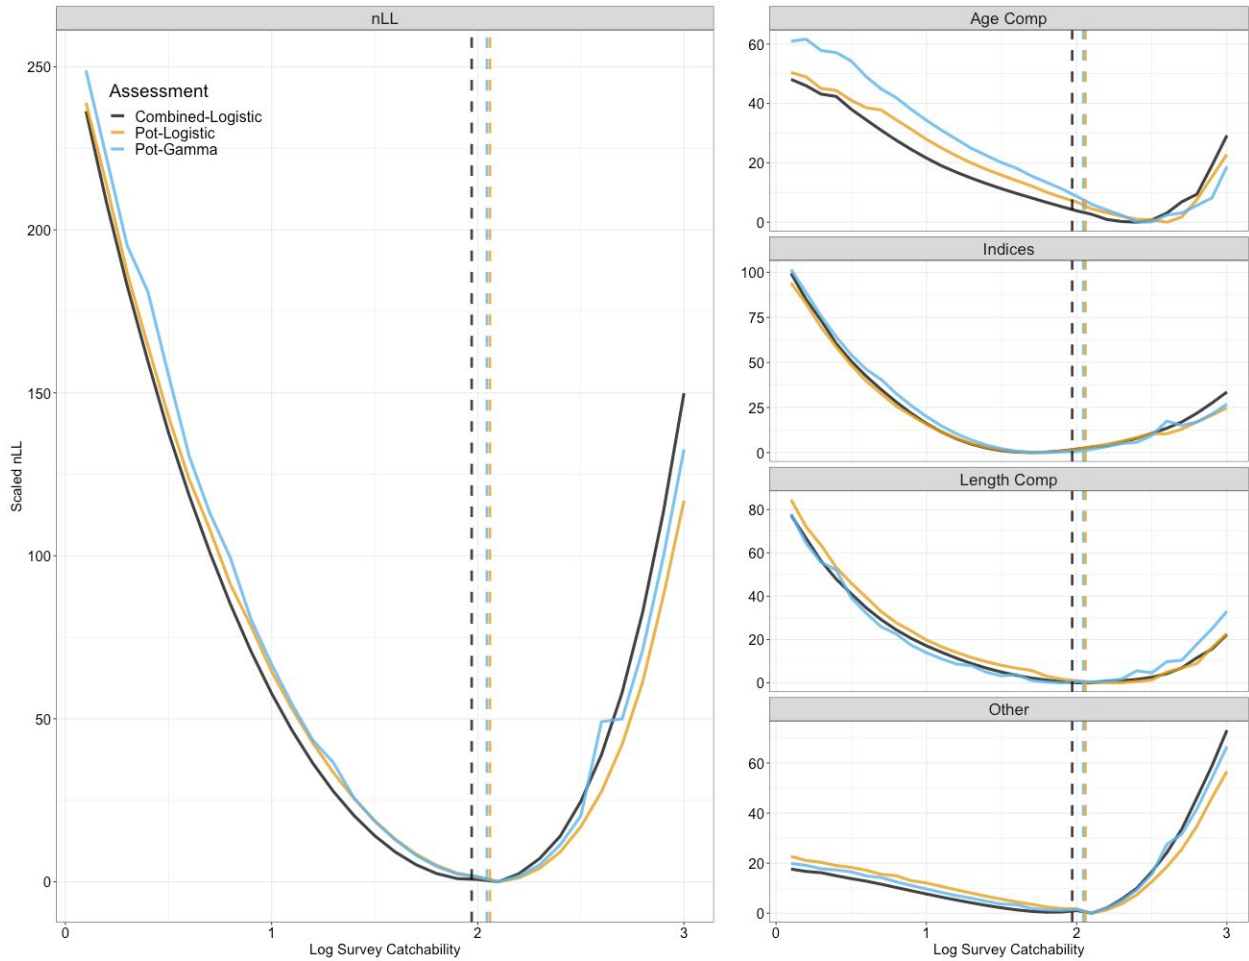 nLL
Scaled nLL
250
200
150
100
50
0
Assessment
Combined-Logistic
Pot-Logistic
Pot-Gamma
0
1
2
3
Log Survey Catchability
Age Comp
60
40
20
0
Indices
100
75
50
25
0
Length Comp
80
60
40
20
0
Other
60
40
20
0
0
1
2
3
Log Survey Catchability